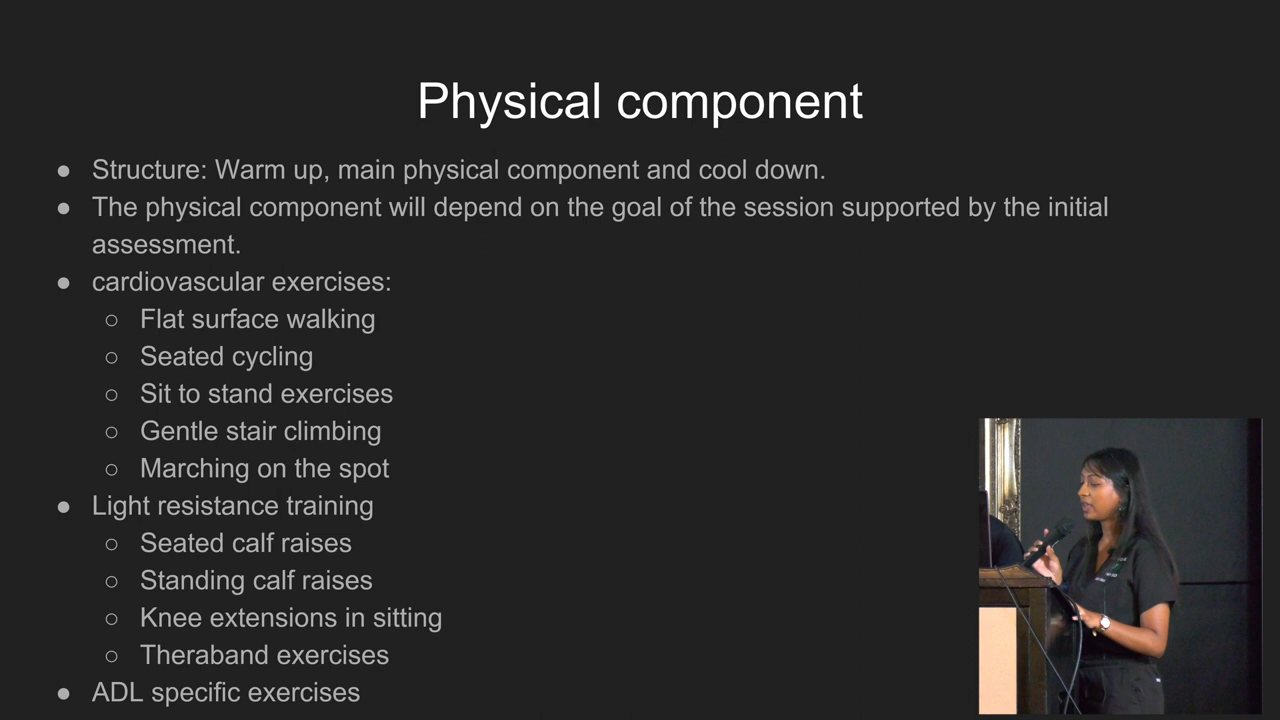 Physical component
● Structure: Warm up, main physical component and cool down.
● The physical component will depend on the goal of the session supported by the initial
assessment.
● cardiovascular exercises:
○ Flat surface walking
○ Seated cycling
○ Sit to stand exercises
○ Gentle stair climbing
○ Marching on the spot
● Light resistance training
○ Seated calf raises
○ Standing calf raises
○ Knee extensions in sitting
○ Theraband exercises
● ADL specific exercises